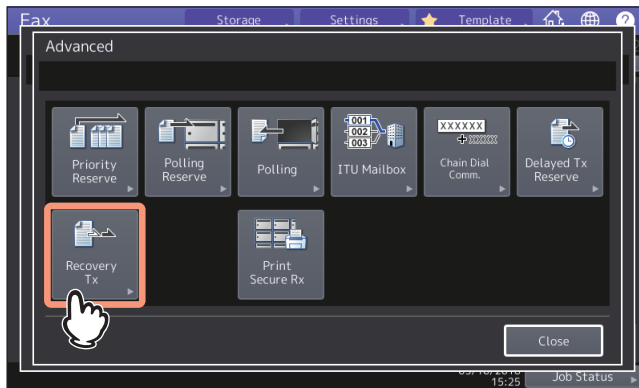 Fax
Storage
Settings
Template
?
Advanced
Priority
Reserve
Polling
Reserve
Polling
001
002
003
ITU Mailbox
XXXXXX
+XXXXXX
Chain Dial
Comm.
Delayed Tx
Reserve
Recovery
Tx
Print
Secure Rx
Close
15:25
Job Status